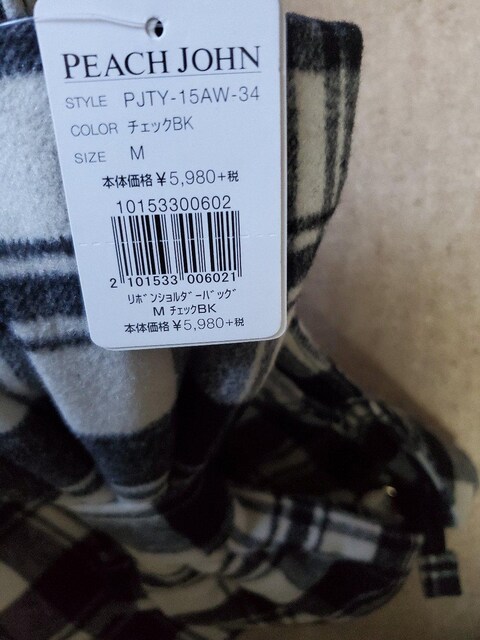 PEACH JOHN
STYLE PJTY-15AW-34
COLOR チェックBK
SIZE M
本体価格¥5,980+税
10153300602
2 101533 006021
リボンショルダーバッグ
M チェックBK
本体価格¥5,980+税